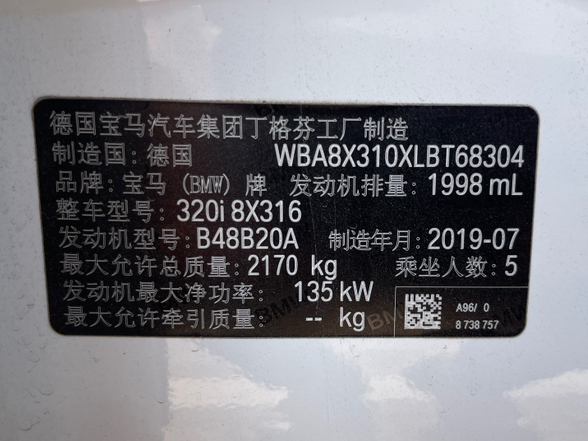 德国宝马汽车集团丁格芬工厂制造
制造国：德国 WBA8X310XLBT68304
品牌：宝马（BMW）牌 发动机排量：1998 mL
整车型号：320i 8X316
发动机型号：B48B20A 制造年月：2019-07
最大允许总质量：2170 kg 乘坐人数：5
发动机最大净功率：135 kW
最大允许牵引质量：-- kg
A96/ 0
8 738 757